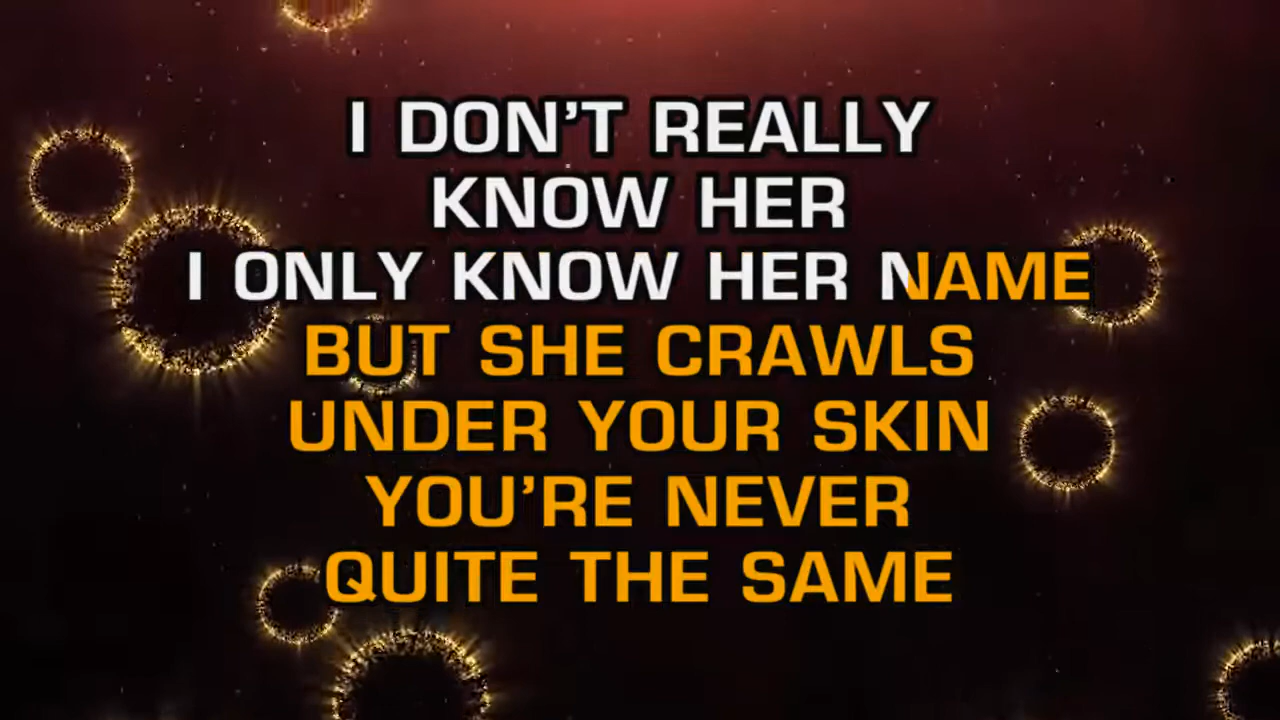 I DON'T REALLY
KNOW HER
I ONLY KNOW HER NAME
BUT SHE CRAWLS
UNDER YOUR SKIN
YOU'RE NEVER
QUITE THE SAME